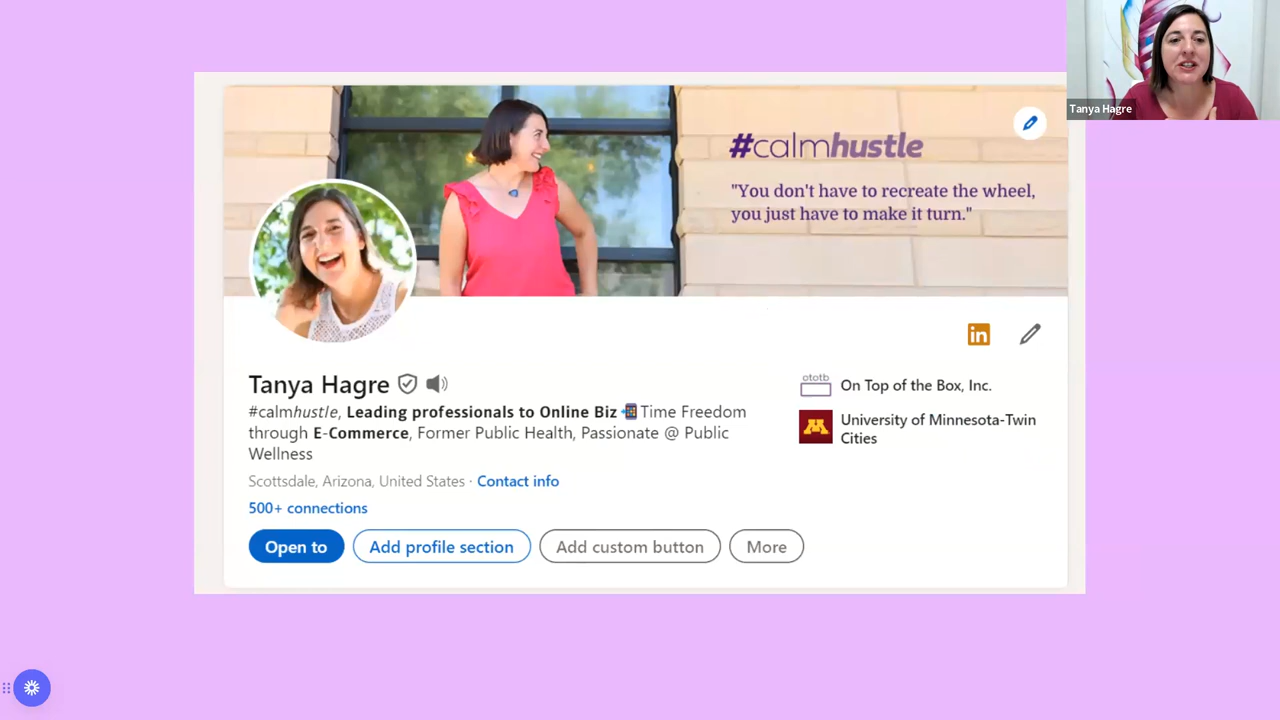 Tanya Hagre
#calmhustle
"You don't have to recreate the wheel,
you just have to make it turn."
in
Tanya Hagre
#calmhustle, Leading professionals to Online Biz 📲 Time Freedom
through E-Commerce, Former Public Health, Passionate @ Public
Wellness
Scottsdale, Arizona, United States · Contact info
500+ connections
Open to
Add profile section
Add custom button
More
ototb
On Top of the Box, Inc.
M
University of Minnesota-Twin
Cities